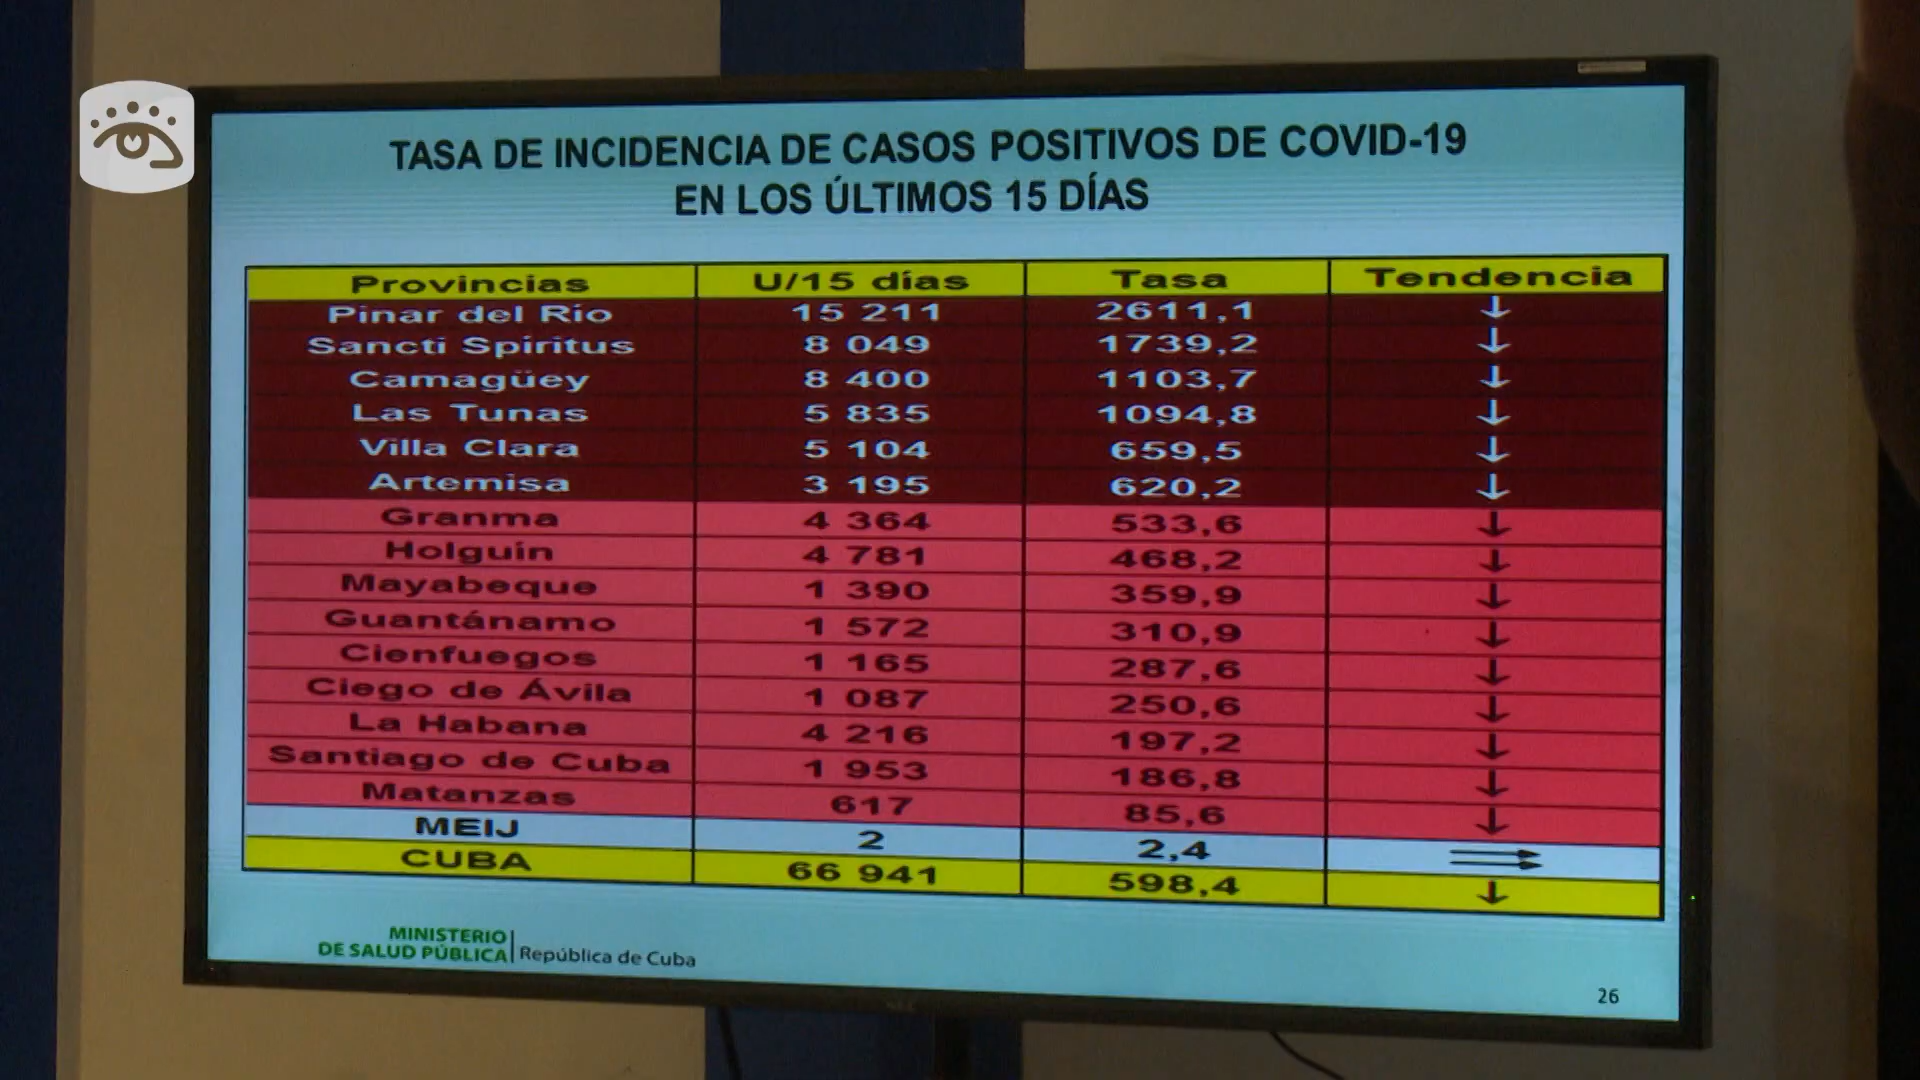 TASA DE INCIDENCIA DE CASOS POSITIVOS DE COVID-19
EN LOS ÚLTIMOS 15 DÍAS
Provincias U/15 días Tasa Tendencia
Pinar del Río 15 211 2611,1 ↓
Sancti Spíritus 8 049 1739,2 ↓
Camagüey 8 400 1103,7 ↓
Las Tunas 5 835 1094,8 ↓
Villa Clara 5 104 659,5 ↓
Artemisa 3 195 620,2 ↓
Granma 4 364 533,6 ↓
Holguín 4 781 468,2 ↓
Mayabeque 1 390 359,9 ↓
Guantánamo 1 572 310,9 ↓
Cienfuegos 1 165 287,6 ↓
Ciego de Ávila 1 087 250,6 ↓
La Habana 4 216 197,2 ↓
Santiago de Cuba 1 953 186,8 ↓
Matanzas 617 85,6 ↓
MEIJ 2 2,4
CUBA 66 941 598,4 ↓
MINISTERIO
DE SALUD PÚBLICA
República de Cuba
26